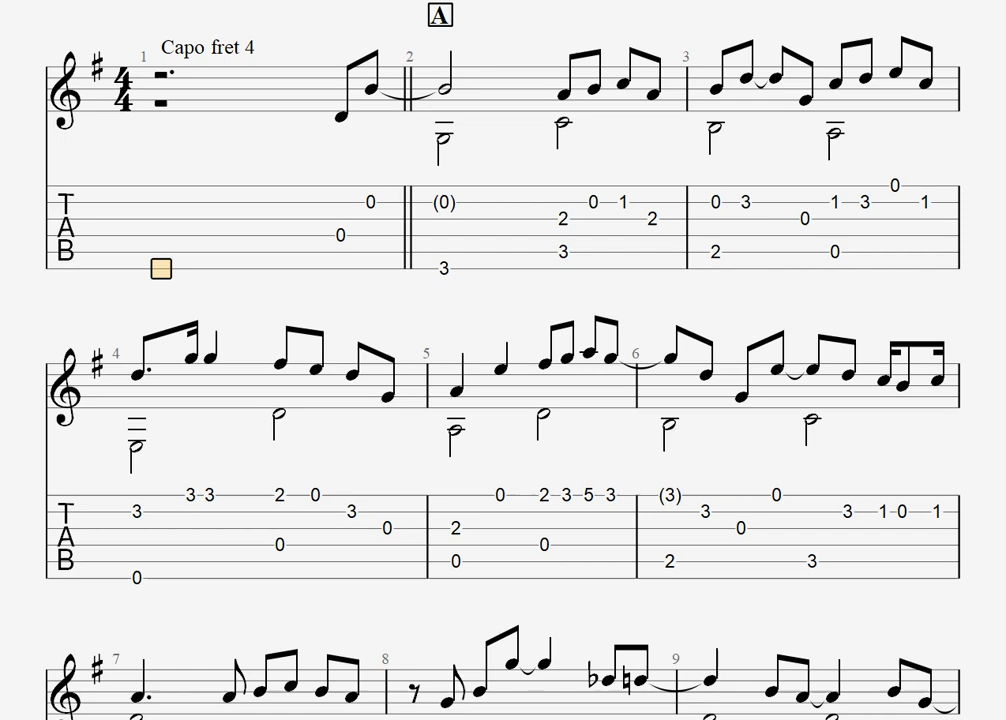 A
1 Capo fret 4 2 3
4
4
0
T 0 (0) 0 1 0 3 1 3 1
A 2 2 0
0
B 3 2 0
3
4 5 6
3 3 2 0 0 2 3 5 3 (3) 0
T 3 3 3 3 1 0 1
A 0 2 0
0 0
B 0 2 3
0
7 8 9